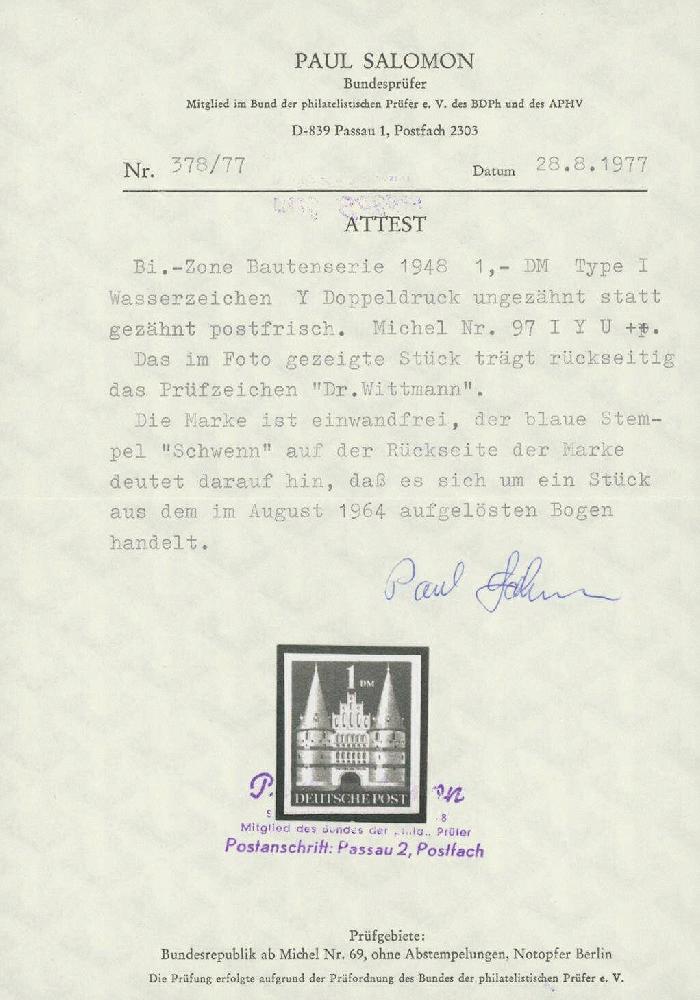 PAUL SALOMON
Bundesprüfer
Mitglied im Bund der philatelistischen Prüfer e. V. des BDPh und des APHV
D-839 Passau 1, Postfach 2303
Nr. 378/77 Datum 28.8.1977
ATTEST
Bi.-Zone Bautenserie 1948 1,- DM Type I
Wasserzeichen Y Doppeldruck ungezähnt statt
gezähnt postfrisch. Michel Nr. 97 I Y U ++.
Das im Foto gezeigte Stück trägt rückseitig
das Prüfzeichen "Dr.Wittmann".
Die Marke ist einwandfrei, der blaue Stem-
pel "Schwenn" auf der Rückseite der Marke
deutet darauf hin, daß es sich um ein Stück
aus dem im August 1964 aufgelösten Bogen
handelt.
Paul Salomon
1 DM
DEUTSCHE POST
Mitglied des Bundes der Prüfer
Postanschrift: Passau 2, Postfach
Prüfgebiete:
Bundesrepublik ab Michel Nr. 69, ohne Abstempelungen, Notopfer Berlin
Die Prüfung erfolgte aufgrund der Präfordnung des Bundes der philatelistischen Prüfer e. V.